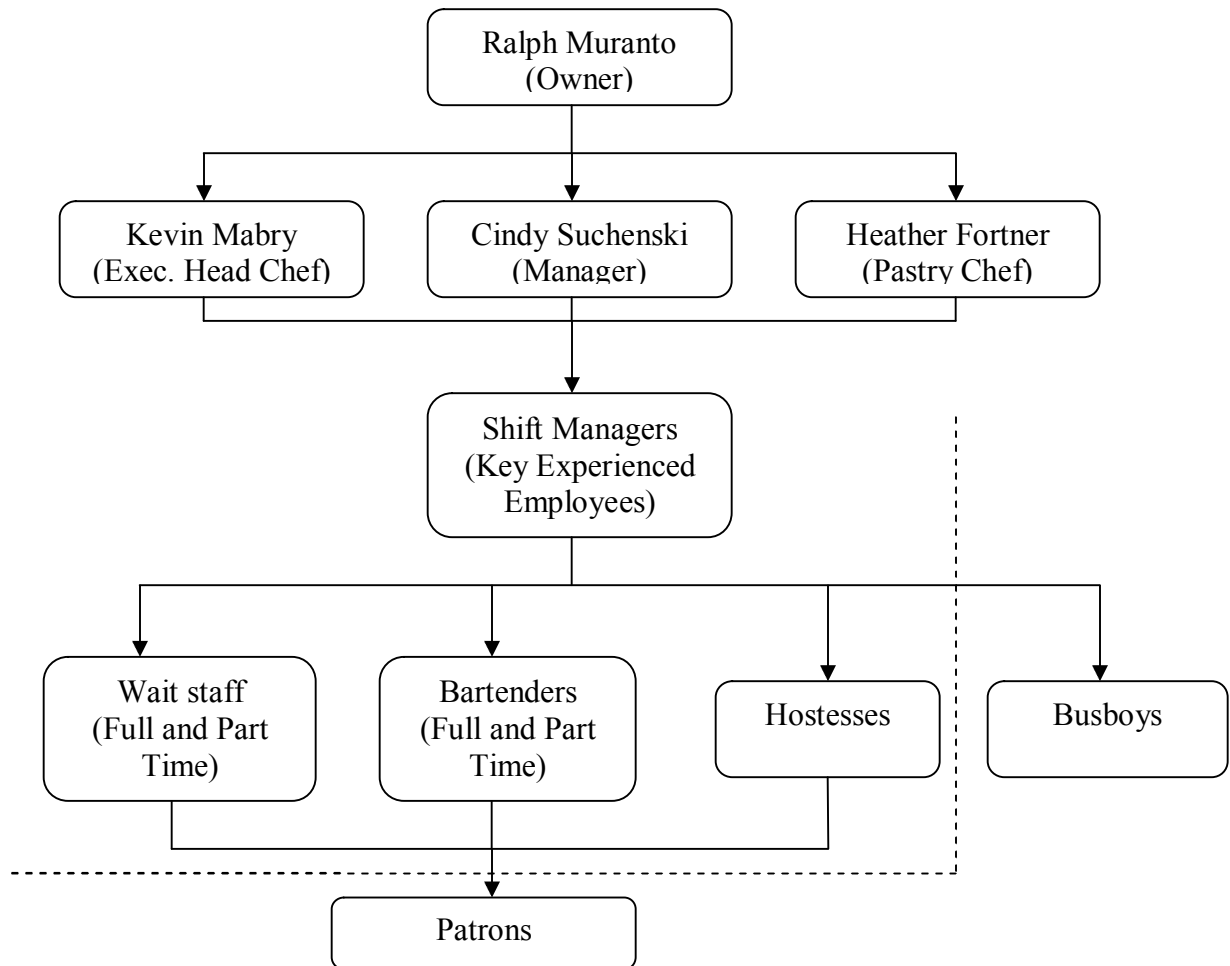 Ralph Muranto
(Owner)
Kevin Mabry
(Exec. Head Chef)
Cindy Suchenski
(Manager)
Heather Fortner
(Pastry Chef)
Shift Managers
(Key Experienced
Employees)
Wait staff
(Full and Part
Time)
Bartenders
(Full and Part
Time)
Hostesses
Busboys
Patrons